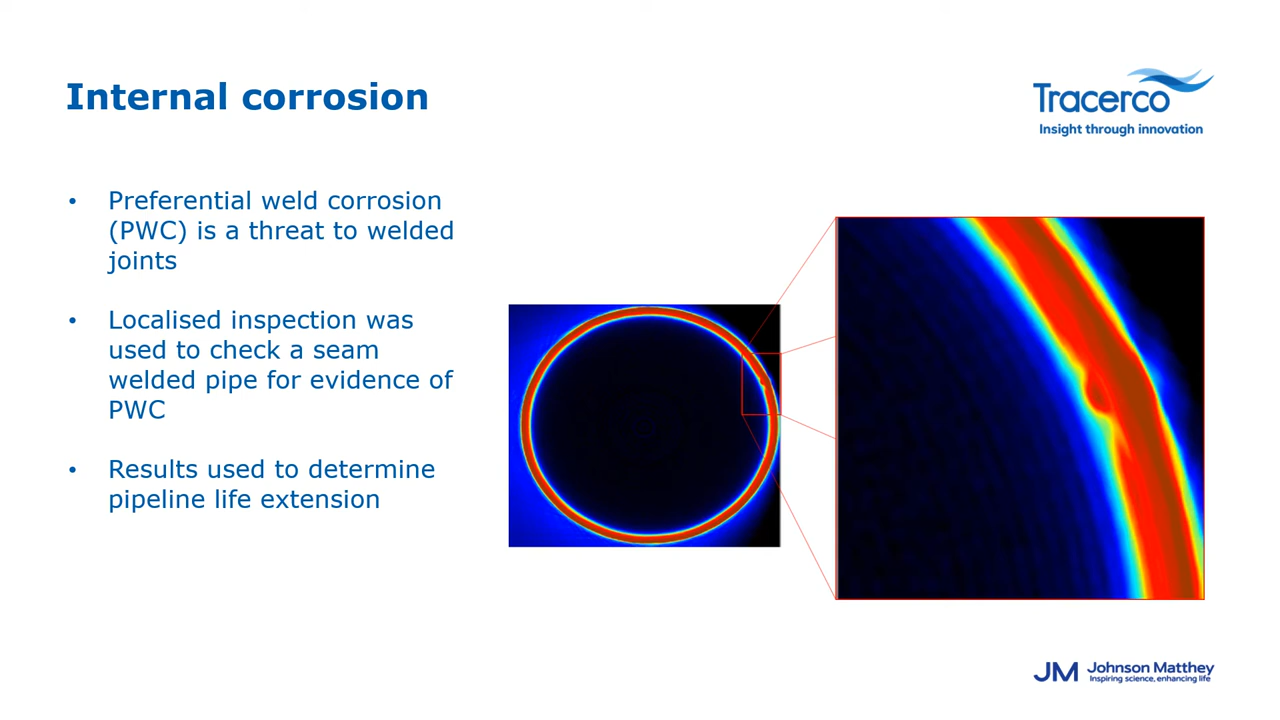 Internal corrosion
Tracerco
Insight through innovation
• Preferential weld corrosion
(PWC) is a threat to welded
joints
• Localised inspection was
used to check a seam
welded pipe for evidence of
PWC
• Results used to determine
pipeline life extension
JM Johnson Matthey
Inspiring science, enhancing life